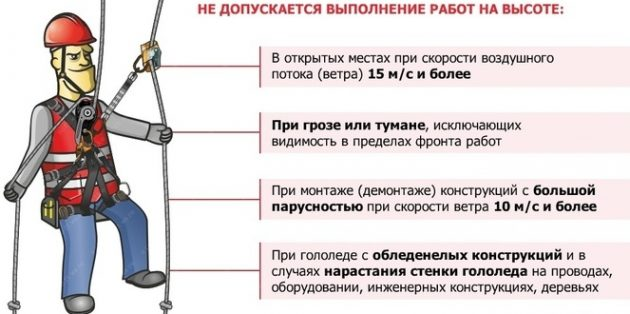 НЕ ДОПУСКАЕТСЯ ВЫПОЛНЕНИЕ РАБОТ НА ВЫСОТЕ:
В открытых местах при скорости воздушного
потока (ветра) 15 м/с и более
При грозе или тумане, исключающих
видимость в пределах фронта работ
При монтаже (демонтаже) конструкций с большой
парусностью при скорости ветра 10 м/с и более
При гололеде с обледенелых конструкций и в
случаях нарастания стенки гололеда на проводах,
оборудовании, инженерных конструкциях, деревьях